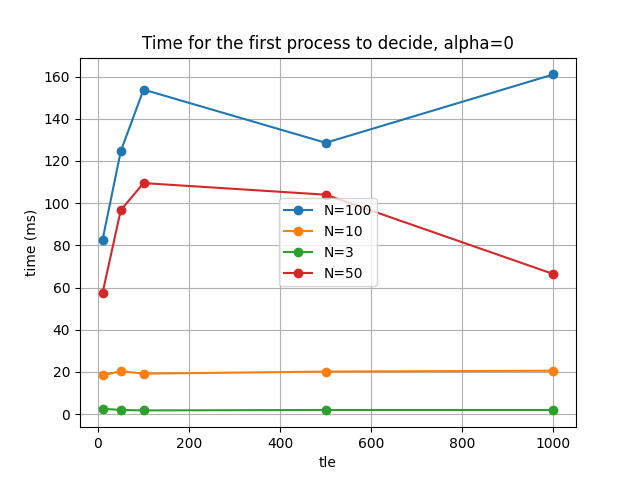 Time for the first process to decide, alpha=0
time (ms)
160
140
120
100
80
60
40
20
0
N=100
N=10
N=3
N=50
0 200 400 600 800 1000
tle